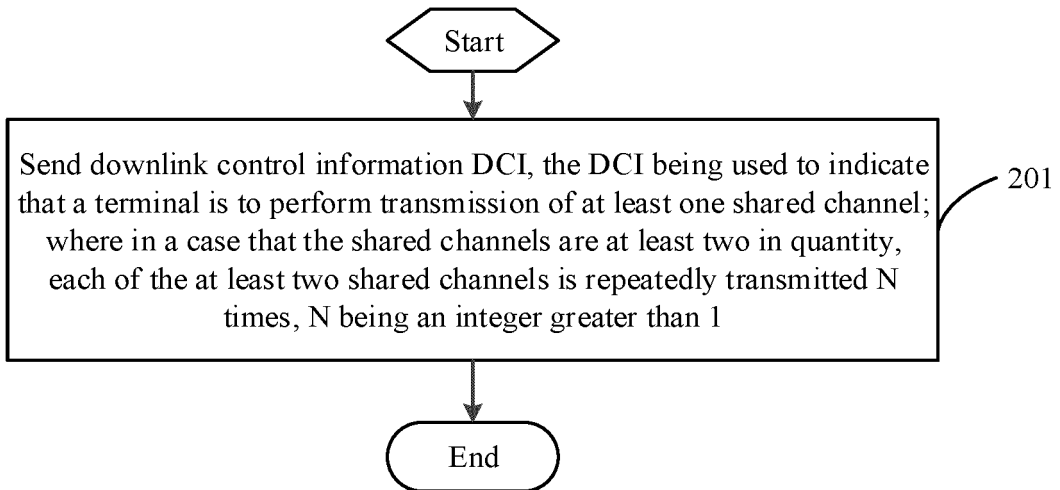 Start
Send downlink control information DCI, the DCI being used to indicate
that a terminal is to perform transmission of at least one shared channel;
where in a case that the shared channels are at least two in quantity,
each of the at least two shared channels is repeatedly transmitted N
times, N being an integer greater than 1
201
End